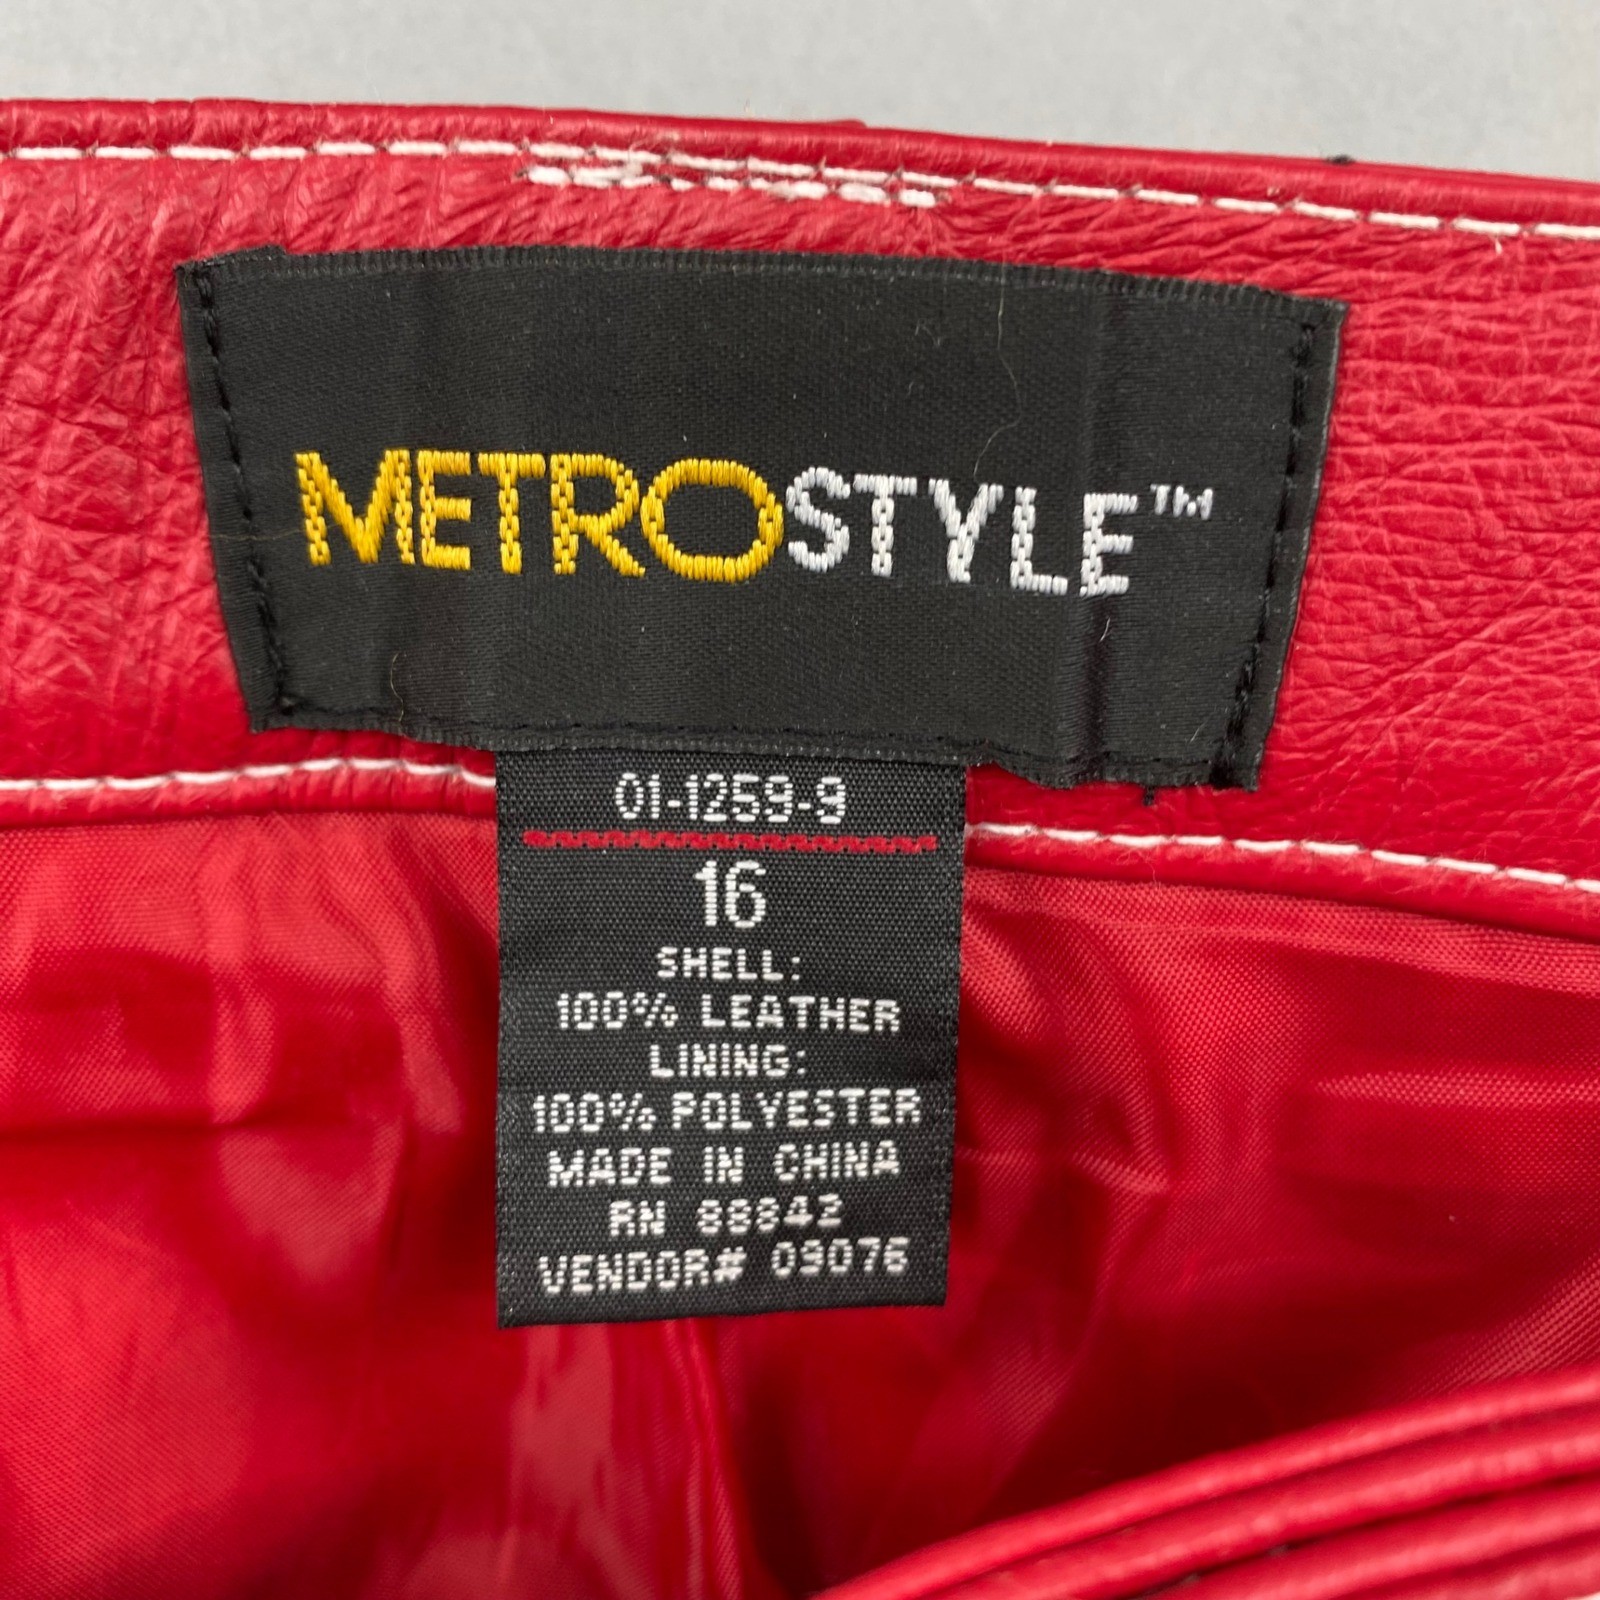 METROSTYLE™
01-1259-9
16
SHELL:
100% LEATHER
LINING:
100% POLYESTER
MADE IN CHINA
RN 88842
VENDOR# 09076